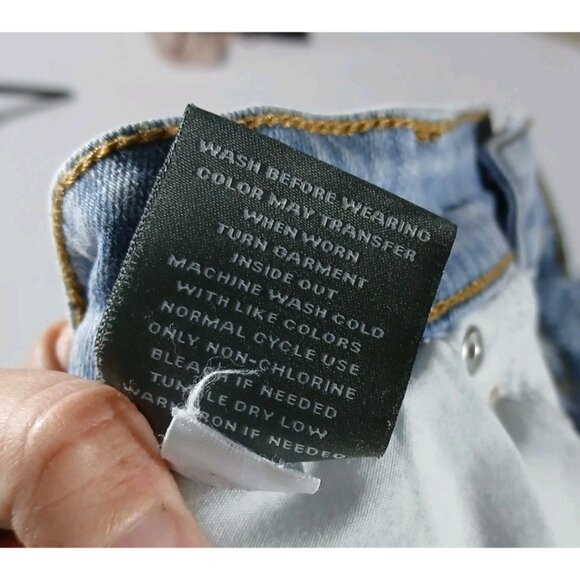 WASH BEFORE WEARING
COLOR MAY TRANSFER
WHEN WORN
TURN GARMENT
INSIDE OUT
MACHINE WASH COLD
WITH LIKE COLORS
NORMAL CYCLE USE
ONLY NON-CHLORINE
BLEACH IF NEEDED
TUMBLE DRY LOW
WARM IRON IF NEEDED